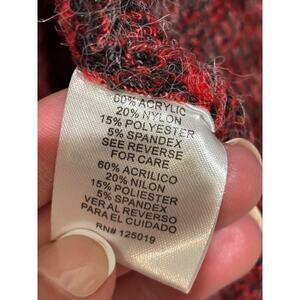 60% ACRYLIC
20% NYLON
15% POLYESTER
5% SPANDEX
SEE REVERSE
FOR CARE
60% ACRILICO
20% NILON
15% POLIESTER
5% SPANDEX
VER AL REVERSO
PARA EL CUIDADO
RN# 125019